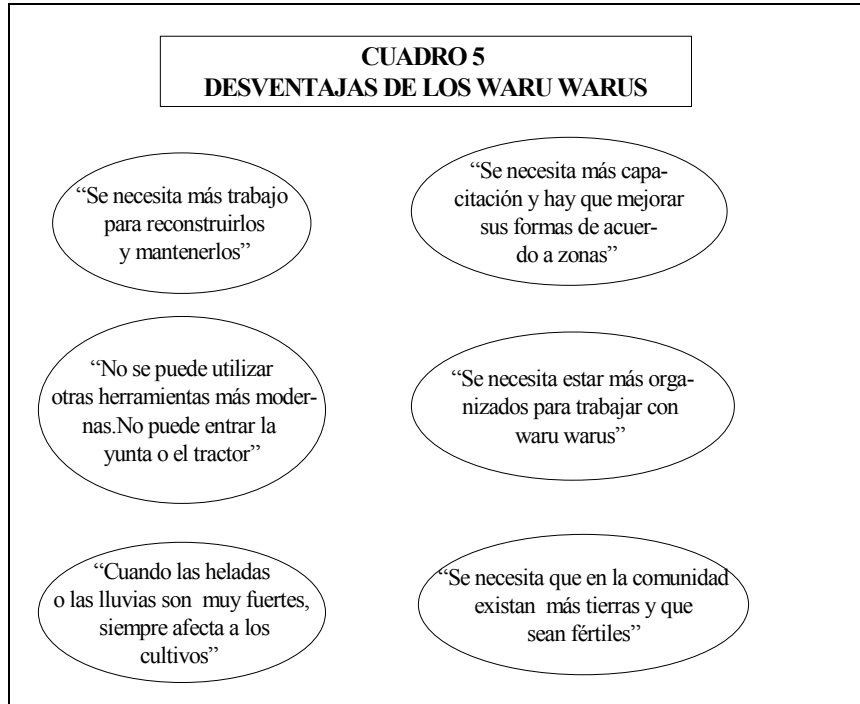 CUADRO 5
DESVENTAJAS DE LOS WARU WARUS
“Se necesita más trabajo
para reconstruirlos
y mantenerlos”
“Se necesita más capa-
citación y hay que mejorar
sus formas de acuer-
do a zonas”
“No se puede utilizar
otras herramientas más moder-
nas.No puede entrar la
yunta o el tractor”
“Se necesita estar más orga-
nizados para trabajar con
waru warus”
“Cuando las heladas
o las lluvias son muy fuertes,
siempre afecta a los
cultivos”
“Se necesita que en la comunidad
existan más tierras y que
sean fértiles”